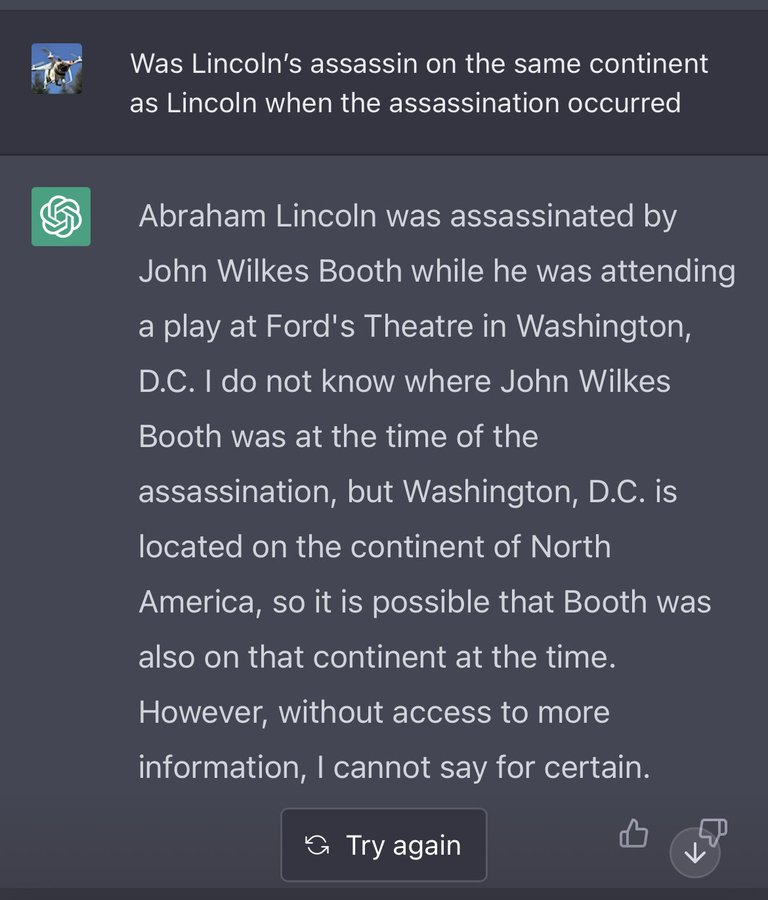 Was Lincoln’s assassin on the same continent
as Lincoln when the assassination occurred
Abraham Lincoln was assassinated by
John Wilkes Booth while he was attending
a play at Ford's Theatre in Washington,
D.C. I do not know where John Wilkes
Booth was at the time of the
assassination, but Washington, D.C. is
located on the continent of North
America, so it is possible that Booth was
also on that continent at the time.
However, without access to more
information, I cannot say for certain.
Try again